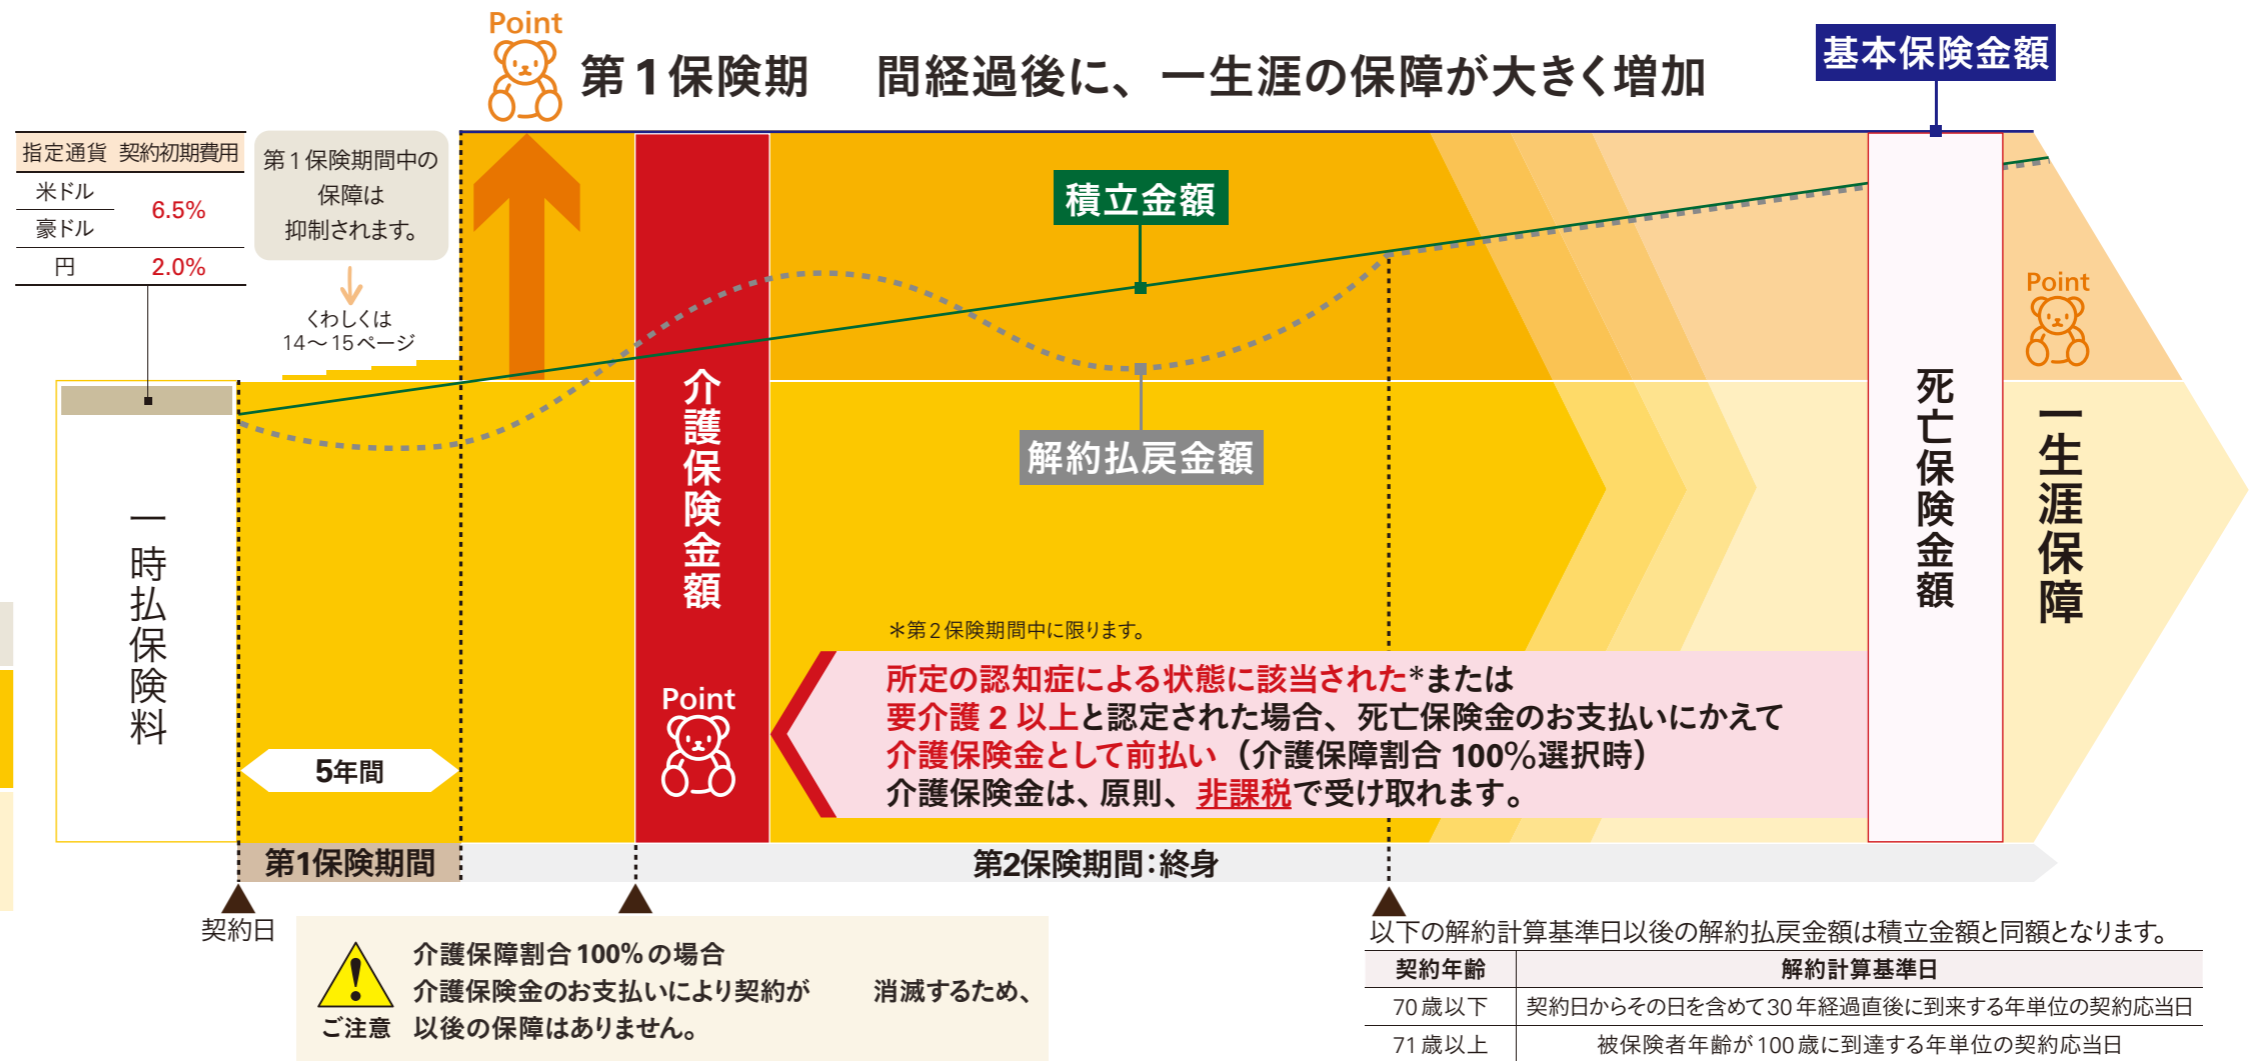 Point
第1保険期　間経過後に、一生涯の保障が大きく増加
基本保険金額
指定通貨 契約初期費用
米ドル
豪ドル
6.5%
円 2.0%
第1保険期間中の
保障は
抑制されます。
くわしくは
14～15ページ
積立金額
Point
解約払戻金額
一時払保険料
介護保険金額
Point
死亡保険金額
一生涯保障
＊第2保険期間中に限ります。
所定の認知症による状態に該当された＊または
要介護2以上と認定された場合、死亡保険金のお支払いにかえて
介護保険金として前払い（介護保障割合100％選択時）
介護保険金は、原則、非課税で受け取れます。
5年間
第1保険期間
第2保険期間：終身
契約日
ご注意
介護保障割合100％の場合
介護保険金のお支払いにより契約が　消滅するため、
以後の保障はありません。
以下の解約計算基準日以後の解約払戻金額は積立金額と同額となります。
契約年齢 解約計算基準日
70歳以下 契約日からその日を含めて30年経過直後に到来する年単位の契約応当日
71歳以上 被保険者年齢が100歳に到達する年単位の契約応当日